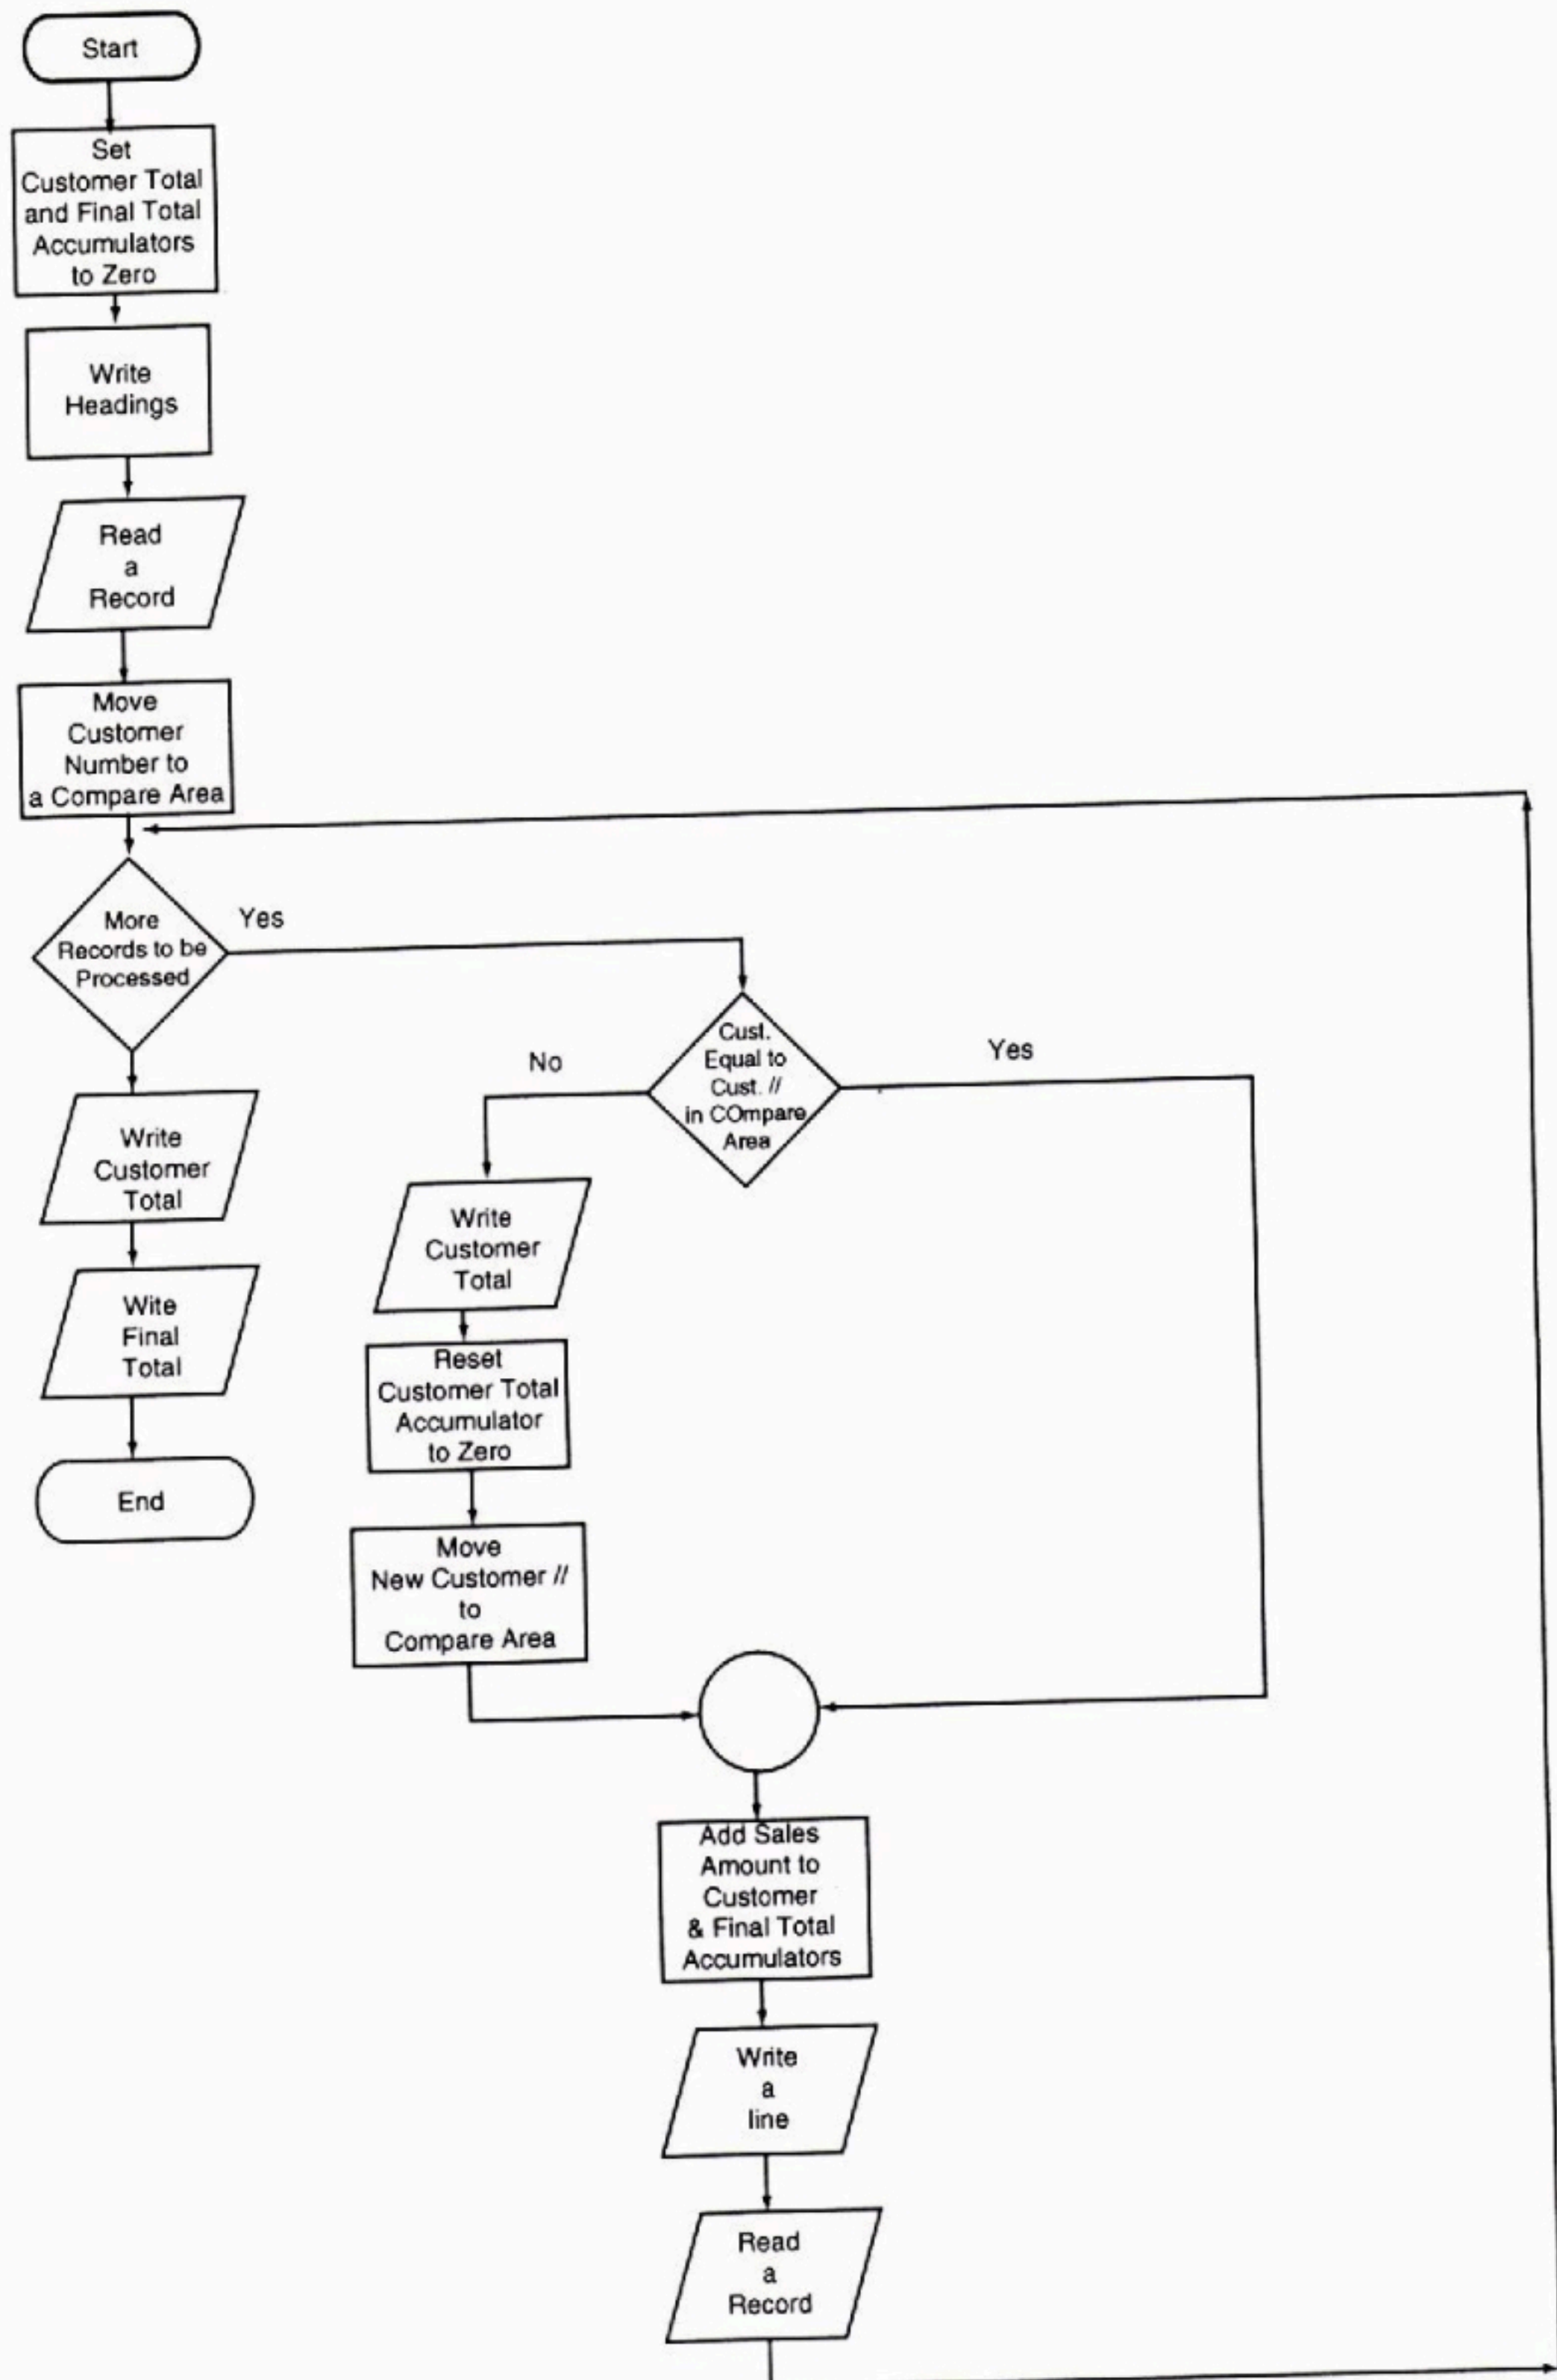 Start
Set
Customer Total
and Final Total
Accumulators
to Zero
Write
Headings
Read
a
Record
Move
Customer
Number to
a Compare Area
More
Records to be
Processed
Yes
Write
Customer
Total
Wite
Final
Total
End
Cust.
Equal to
Cust. //
in COmpare
Area
No
Yes
Write
Customer
Total
Reset
Customer Total
Accumulator
to Zero
Move
New Customer //
to
Compare Area
Add Sales
Amount to
Customer
& Final Total
Accumulators
Write
a
line
Read
a
Record